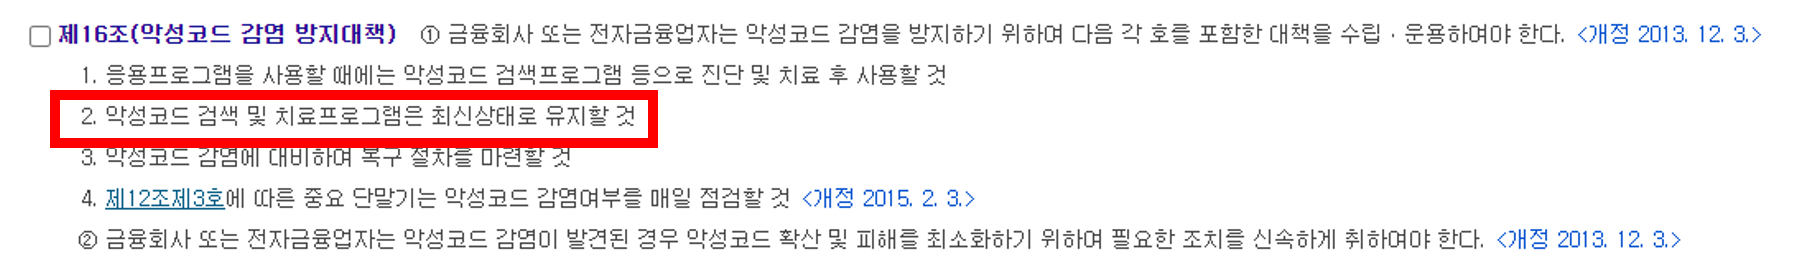 제16조(악성코드 감염 방지대책) ① 금융회사 또는 전자금융업자는 악성코드 감염을 방지하기 위하여 다음 각 호를 포함한 대책을 수립ㆍ운용하여야 한다. <개정 2013. 12. 3.>
1. 응용프로그램을 사용할 때에는 악성코드 검색프로그램 등으로 진단 및 치료 후 사용할 것
2. 악성코드 검색 및 치료프로그램은 최신상태로 유지할 것
3. 악성코드 감염에 대비하여 복구 절차를 마련할 것
4. 제12조제3호에 따른 중요 단말기는 악성코드 감염여부를 매일 점검할 것 <개정 2015. 2. 3.>
② 금융회사 또는 전자금융업자는 악성코드 감염이 발견된 경우 악성코드 확산 및 피해를 최소화하기 위하여 필요한 조치를 신속하게 취하여야 한다. <개정 2013. 12. 3.>